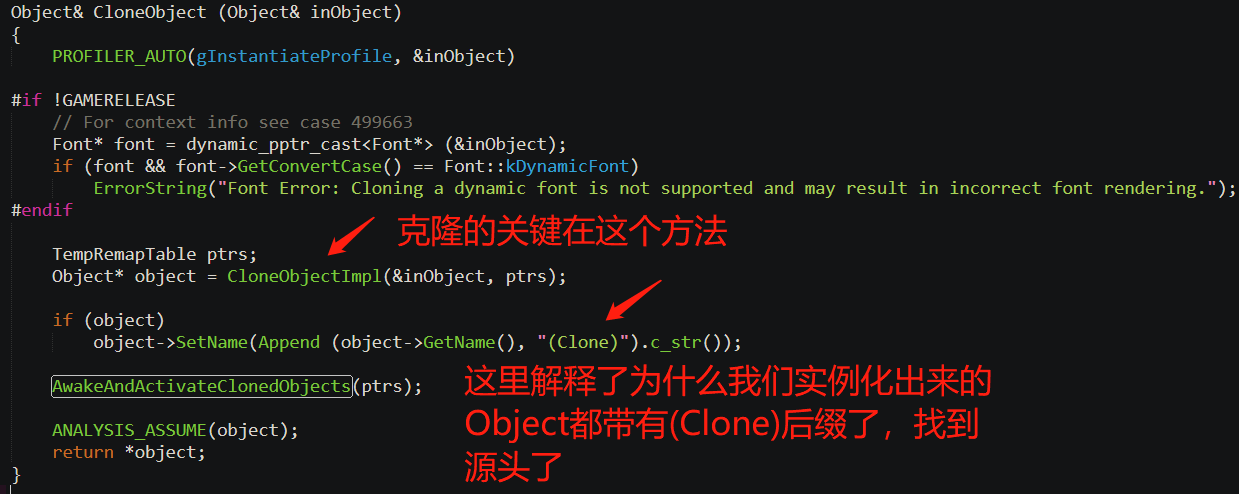 Object& CloneObject (Object& inObject)
{
PROFILER_AUTO(gInstantiateProfile, &inObject)
#if !GAMERELEASE
// For context info see case 499663
Font* font = dynamic_pptr_cast<Font*> (&inObject);
if (font && font->GetConvertCase() == Font::kDynamicFont)
ErrorString("Font Error: Cloning a dynamic font is not supported and may result in incorrect font rendering.");
#endif
克隆的关键在这个方法
TempRemapTable ptrs;
Object* object = CloneObjectImpl(&inObject, ptrs);
if (object)
object->SetName(Append (object->GetName(), "(Clone)").c_str());
AwakeAndActivateClonedObjects(ptrs);
这里解释了为什么我们实例化出来的
Object都带有(Clone)后缀了，找到
源头了
ANALYSIS_ASSUME(object);
return *object;
}